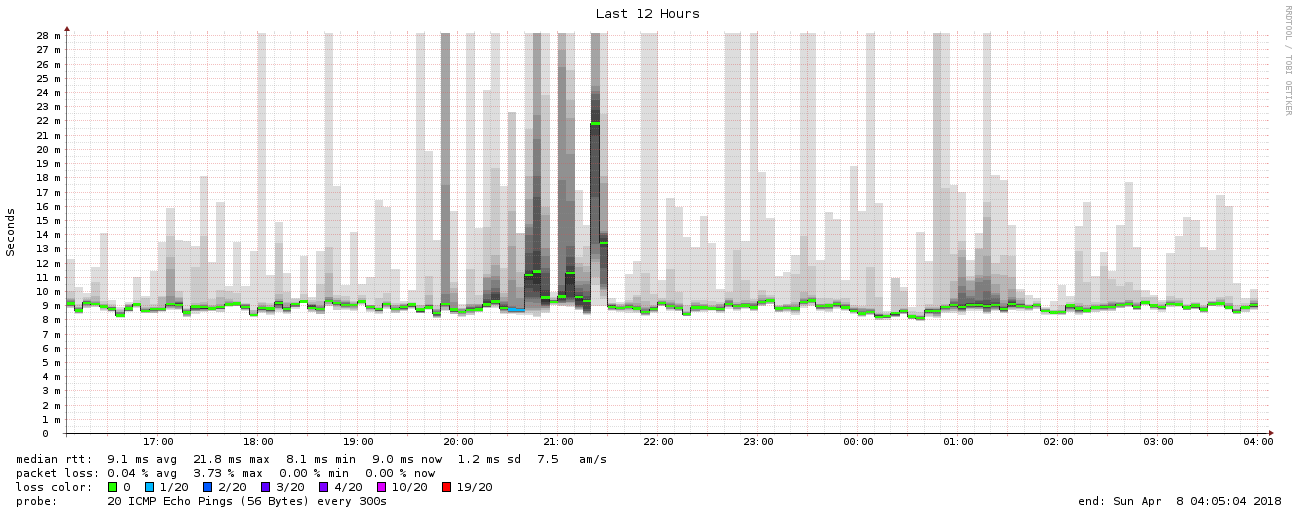 Last 12 Hours
RRDTOOL / TOBI OETIKER
Seconds
28 m
27 m
26 m
25 m
24 m
23 m
22 m
21 m
20 m
19 m
18 m
17 m
16 m
15 m
14 m
13 m
12 m
11 m
10 m
9 m
8 m
7 m
6 m
5 m
4 m
3 m
2 m
1 m
0
17:00 18:00 19:00 20:00 21:00 22:00 23:00 00:00 01:00 02:00 03:00 04:00
median rtt: 9.1 ms avg 21.8 ms max 8.1 ms min 9.0 ms now 1.2 ms sd 7.5 am/s
packet loss: 0.04 % avg 3.73 % max 0.00 % min 0.00 % now
loss color: 0 1/20 2/20 3/20 4/20 10/20 19/20
probe: 20 ICMP Echo Pings (56 Bytes) every 300s end: Sun Apr 8 04:05:04 2018